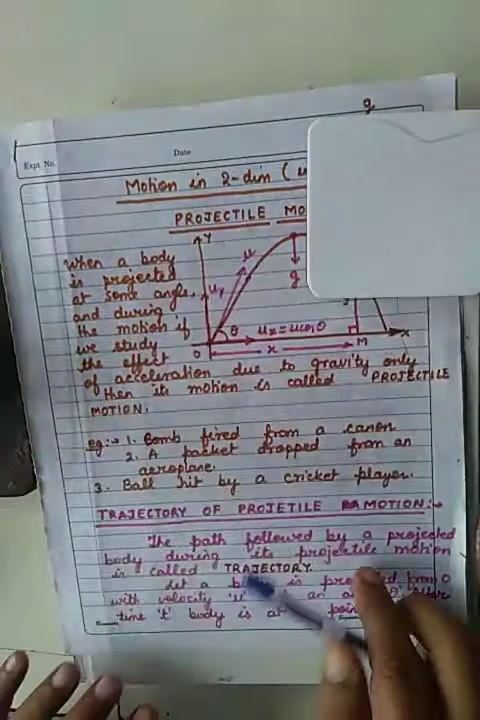 g
Expt. No.
Date
Motion in 2-dim (
PROJECTILE MO
Y
When a body
is projected
at some angle,
and during
the motion if
we study
the effect
of acceleration due to gravity only
then its motion is called PROJECTILE
MOTION.
u
uy
g
θ
ux = ucosθ
O
x
M
X
eg:→ 1. Bomb fired from a canon
2. A packet dropped from an
aeroplane.
3. Ball hit by a cricket player.
TRAJECTORY OF PROJETILE MOTION:→
The path followed by a projected
body during its projectile motion
is called TRAJECTORY.
Let a is from O
with velocity 'u' an
time 't' body is at